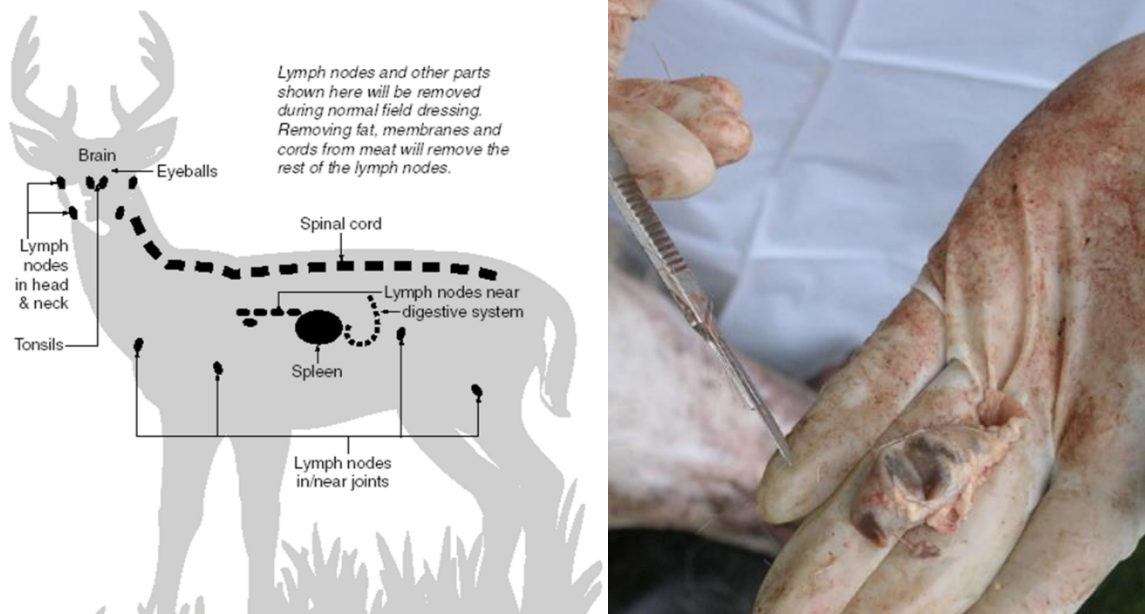 Lymph nodes and other parts
shown here will be removed
during normal field dressing.
Removing fat, membranes and
cords from meat will remove the
rest of the lymph nodes.
Brain
Eyeballs
Lymph
nodes
in head
& neck
Spinal cord
Lymph nodes near
digestive system
Tonsils
Spleen
Lymph nodes
in/near joints